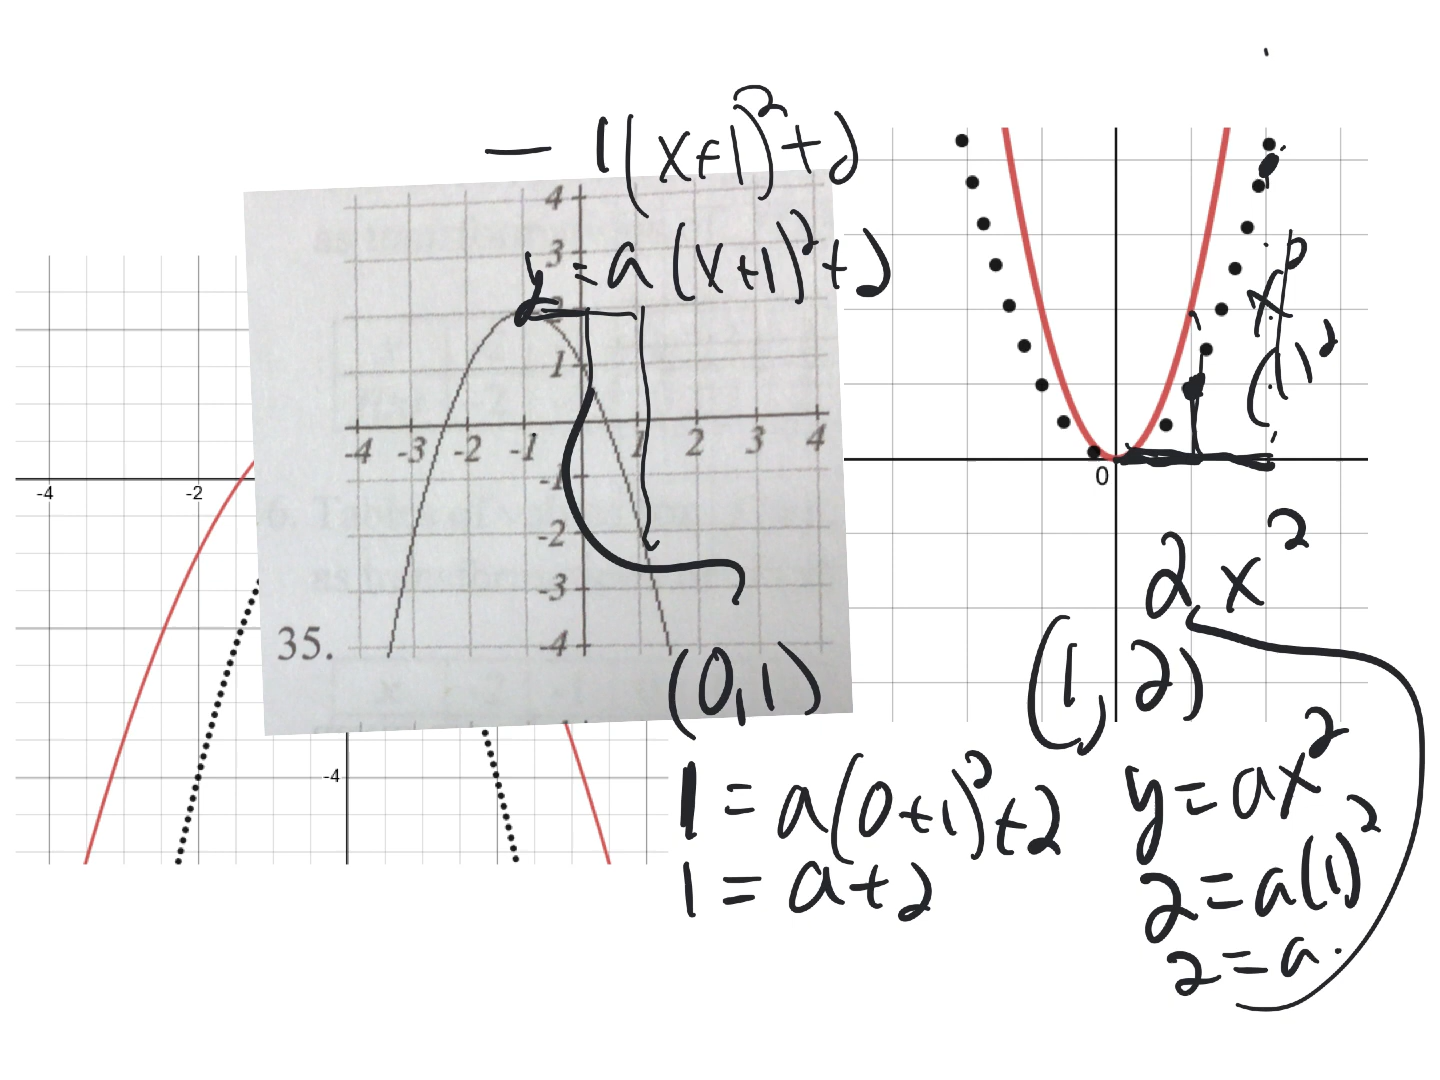 - 1(x+1)²+2
y = a(x+1)²+2
4
3
2
1
-4 -3 -2 -1 1 2 3 4
-1
-2
-3
-4
35.
-4 -2
-4
0
(0,1)
1 = a(0+1)²+2
1 = a+2
2x²
(1,2)
y=ax²
2=a(1)²
2=a.